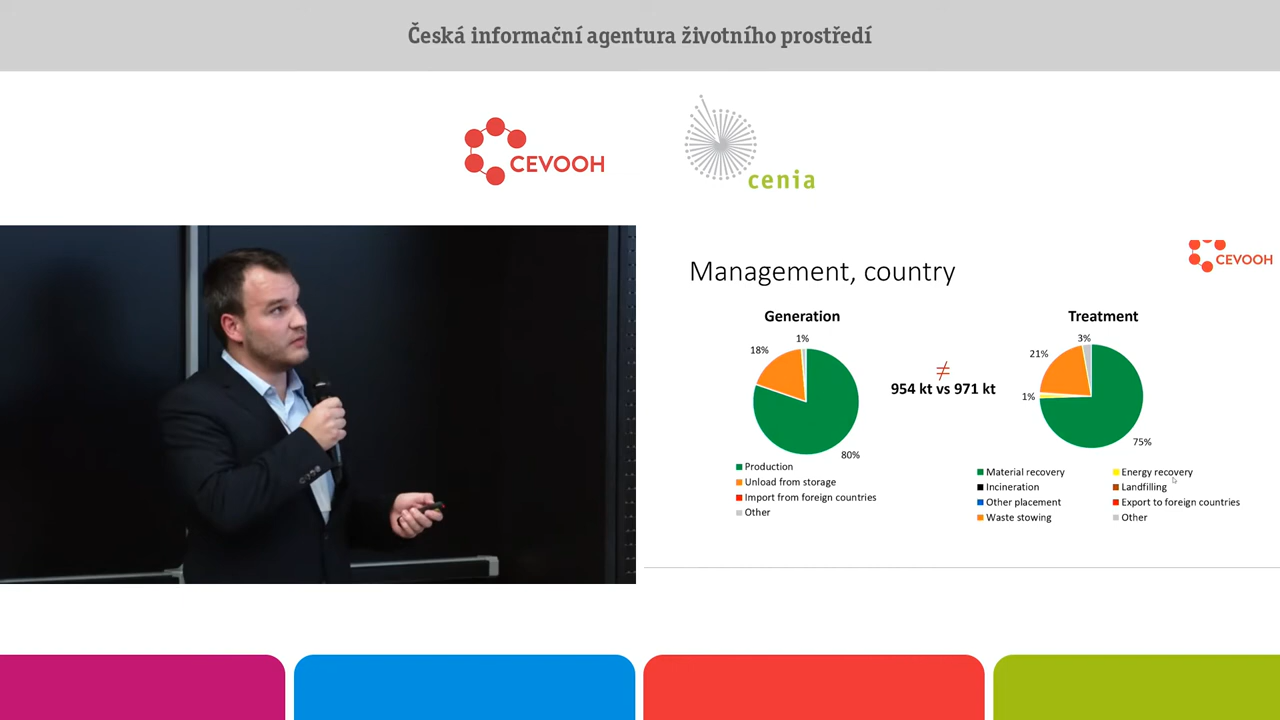 Česká informační agentura životního prostředí
CEVOOH
cenia
CEVOOH
Management, country
Generation
Treatment
1%
18%
80%
≠
954 kt vs 971 kt
3%
21%
1%
75%
Production
Unload from storage
Import from foreign countries
Other
Material recovery
Energy recovery
Incineration
Landfilling
Other placement
Export to foreign countries
Waste stowing
Other